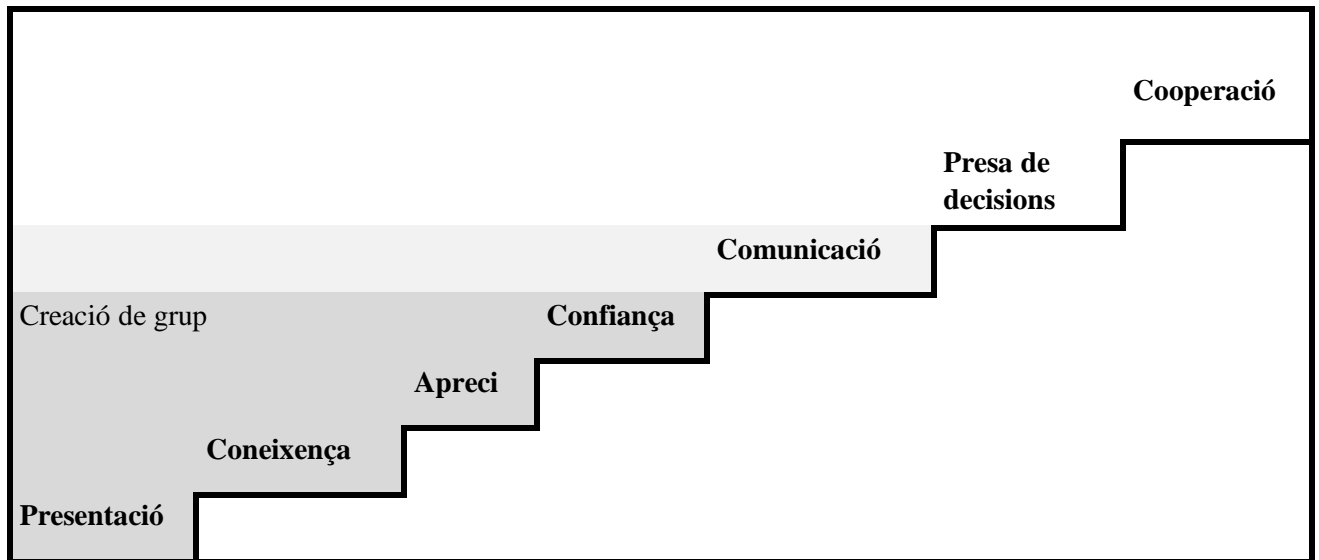 Cooperació
Presa de
decisions
Comunicació
Creació de grup
Confiança
Apreci
Coneixença
Presentació